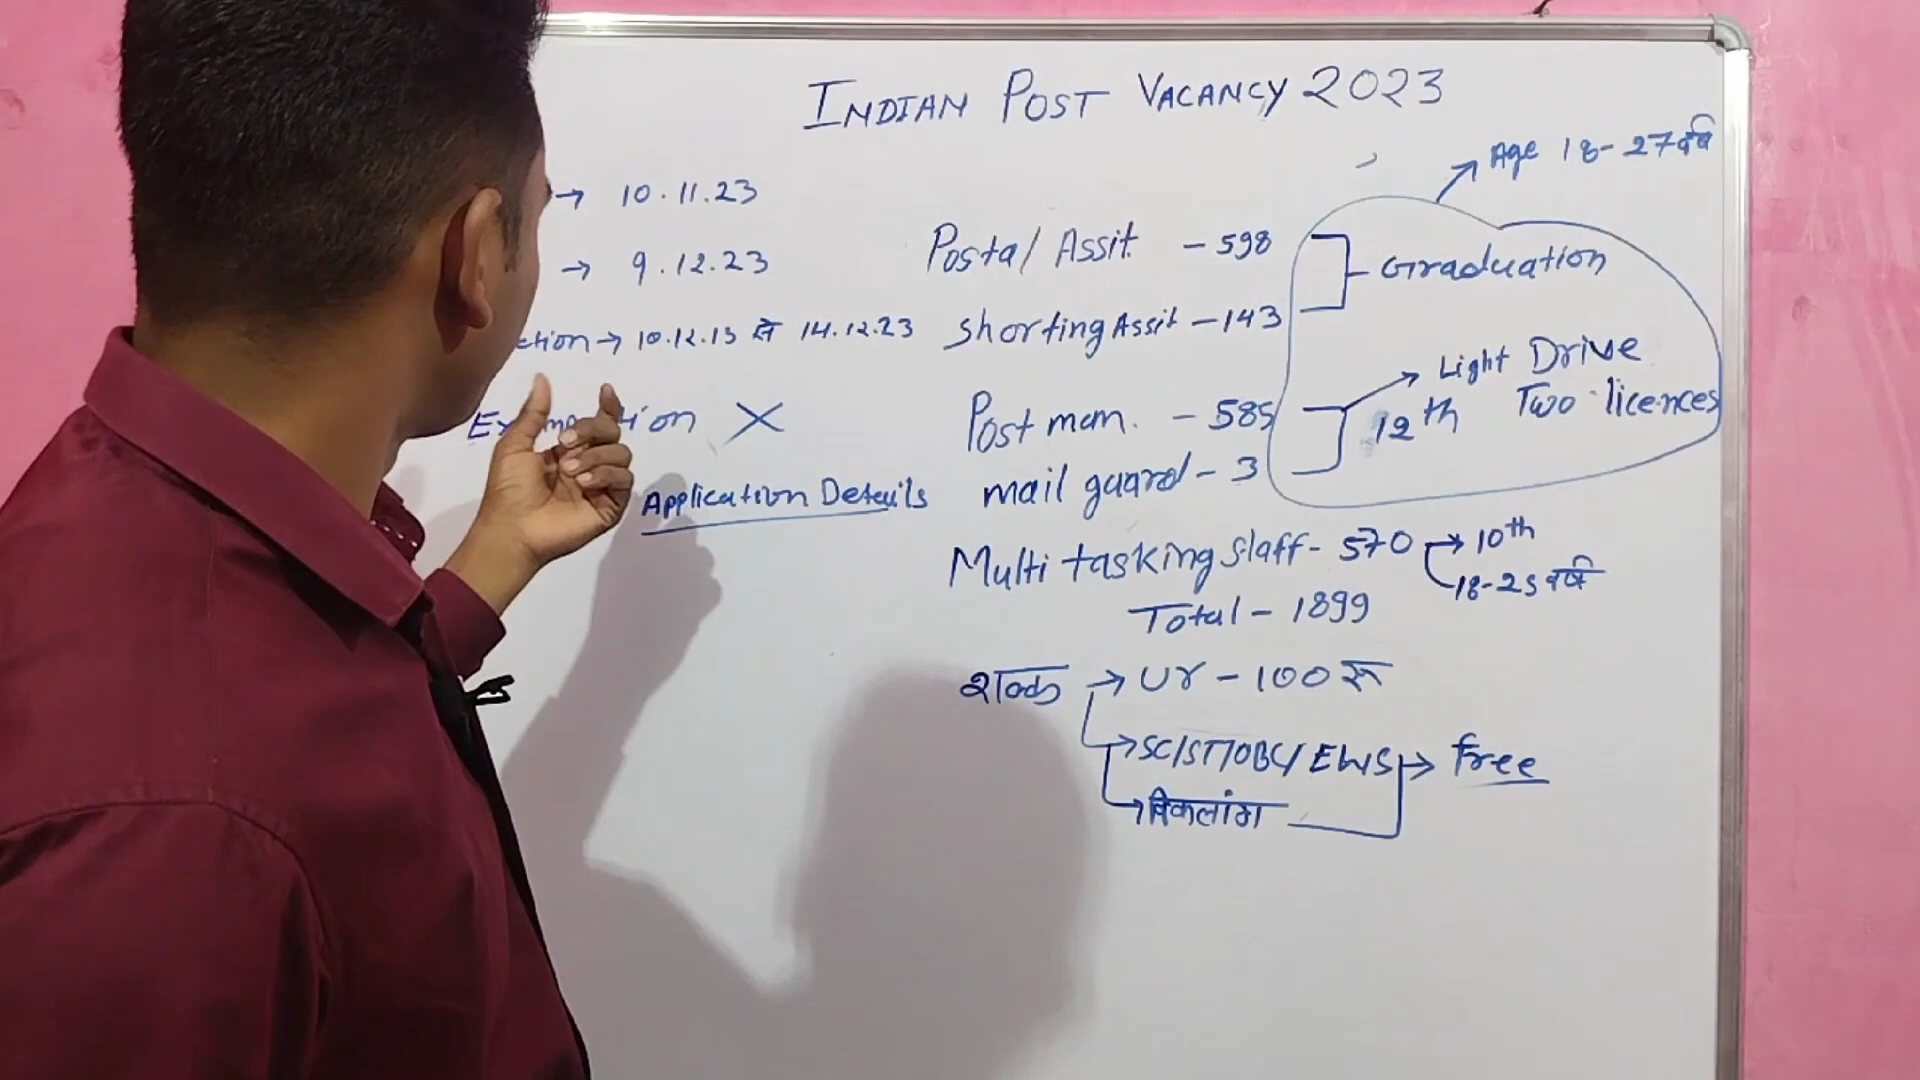 INDIAN POST VACANCY 2023
Age 18-27 वर्ष
→ 10.11.23
→ 9.12.23
ction → 10.12.13 से 14.12.23
Exmnation X
Application Details
Postal Assit. - 598
Shorting Assit - 143
Graduation
Post man. - 585
mail guard - 3
12th
Light Drive
Two licences
Multi tasking Staff - 570 → 10th
18-25 वर्ष
Total - 1899
→ UR - 100 रू
→ SC/ST/OBC/EWS → free
→ विकलांग